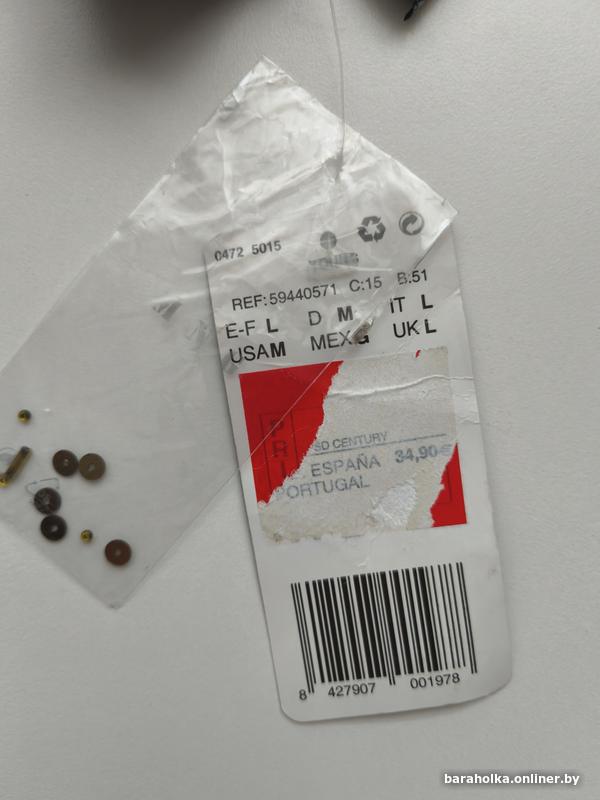 0472 5015
YOUNG
REF:59440571 C:15 B:51
E-F L D M IT L
USA M MEX G UK L
SD CENTURY
ESPAÑA 34,90€
PORTUGAL
8 427907 001978
baraholka.onliner.by